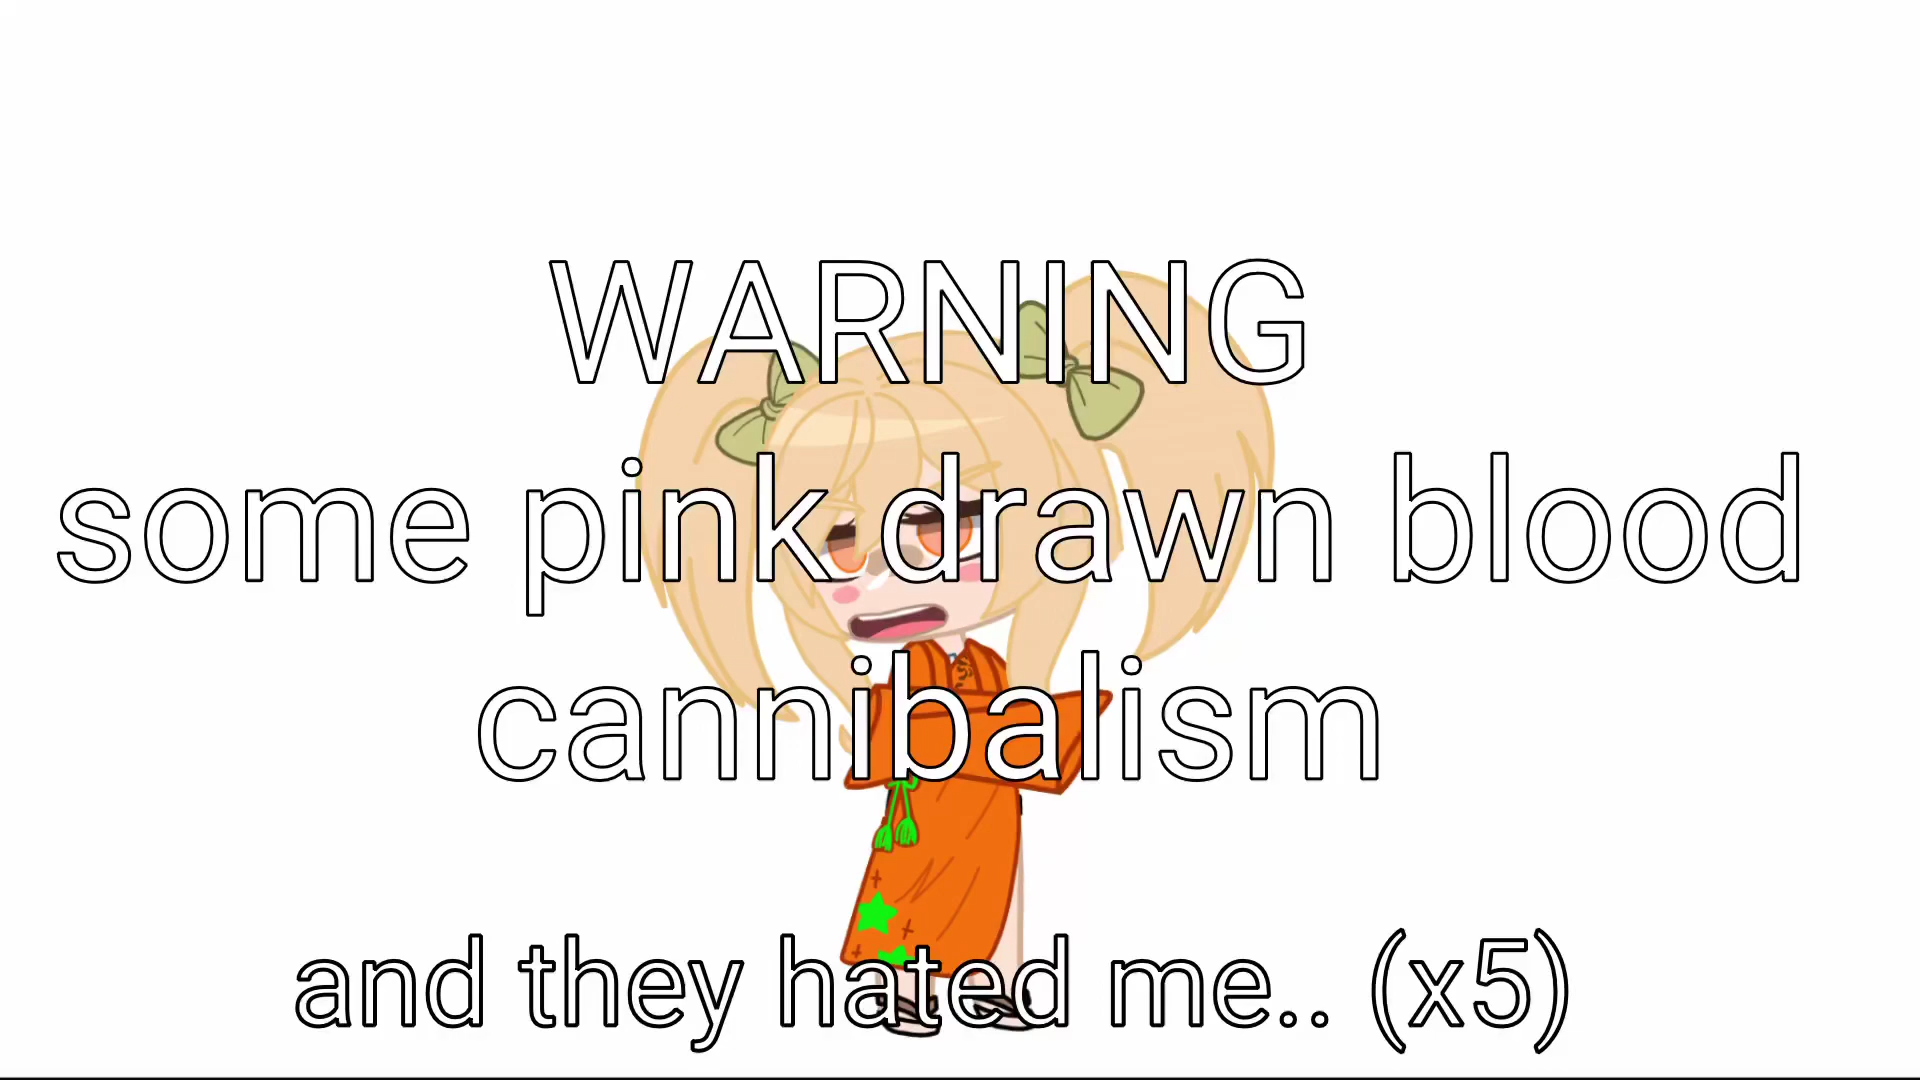 WARNING
some pink drawn blood
cannibalism
and they hated me.. (x5)